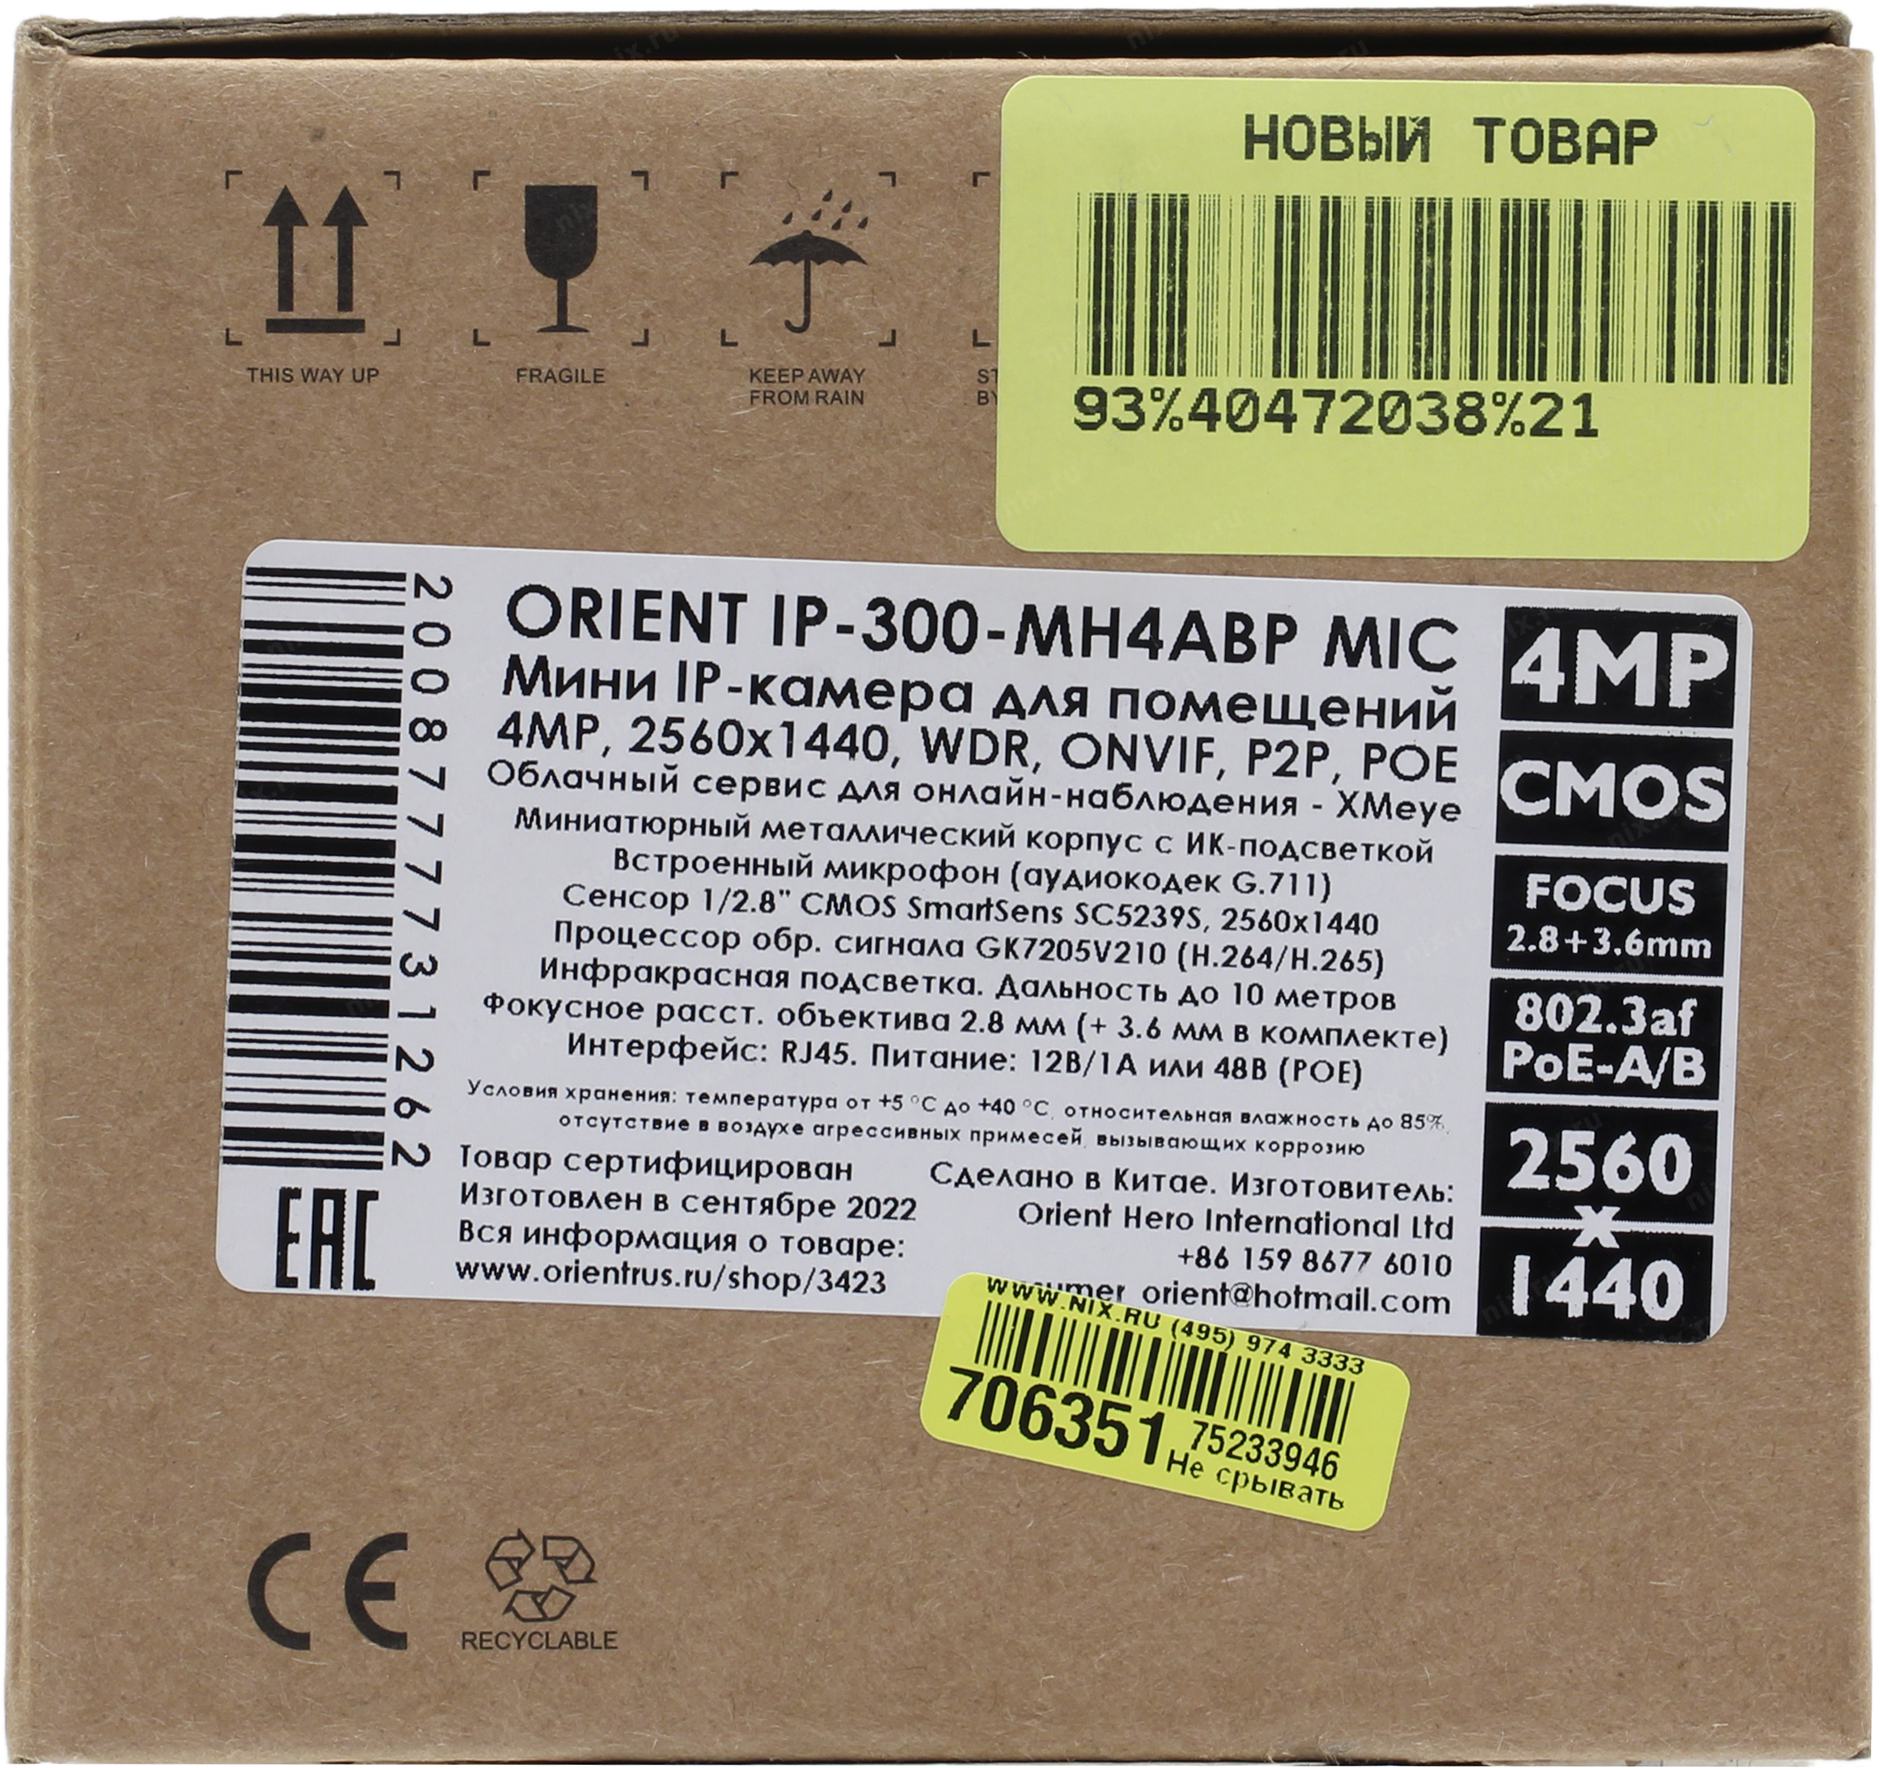 НОВЫЙ ТОВАР
93%40472038%21
THIS WAY UP
FRAGILE
KEEP AWAY
FROM RAIN
ORIENT IP-300-MH4ABP MIC
Мини IP-камера для помещений
4MP, 2560x1440, WDR, ONVIF, P2P, POE
Облачный сервис для онлайн-наблюдения - XMeye
Миниатюрный металлический корпус с ИК-подсветкой
Встроенный микрофон (аудиокодек G.711)
Сенсор 1/2.8" CMOS SmartSens SC5239S, 2560x1440
Процессор обр. сигнала GK7205V210 (H.264/H.265)
Инфракрасная подсветка. Дальность до 10 метров
Фокусное расст. объектива 2.8 мм (+ 3.6 мм в комплекте)
Интерфейс: RJ45. Питание: 12В/1А или 48В (POE)
Условия хранения: температура от +5 °C до +40 °C, относительная влажность до 85%,
отсутствие в воздухе агрессивных примесей, вызывающих коррозию
Товар сертифицирован
Изготовлен в сентябре 2022
Вся информация о товаре:
www.orientrus.ru/shop/3423
Сделано в Китае. Изготовитель:
Orient Hero International Ltd
+86 159 8677 6010
orient@hotmail.com
4MP
CMOS
FOCUS
2.8+3.6mm
802.3af
PoE-A/B
2560
x
1440
2008777731262
EAC
WWW.NIX.RU (495) 974 3333
706351
75233946
Не срывать
CE
RECYCLABLE